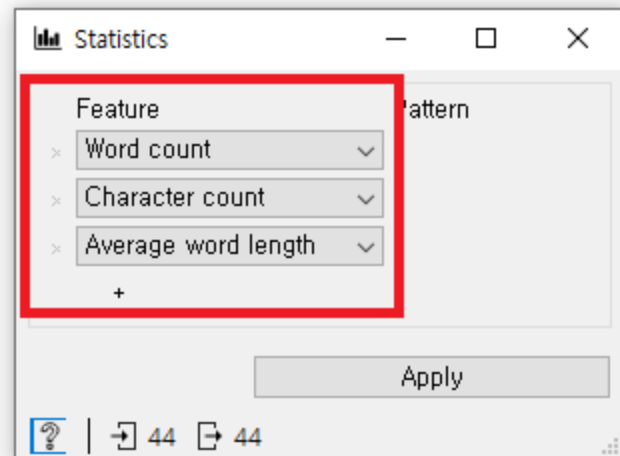 Statistics
Feature Pattern
Word count
Character count
Average word length
+
Apply
? 44 44